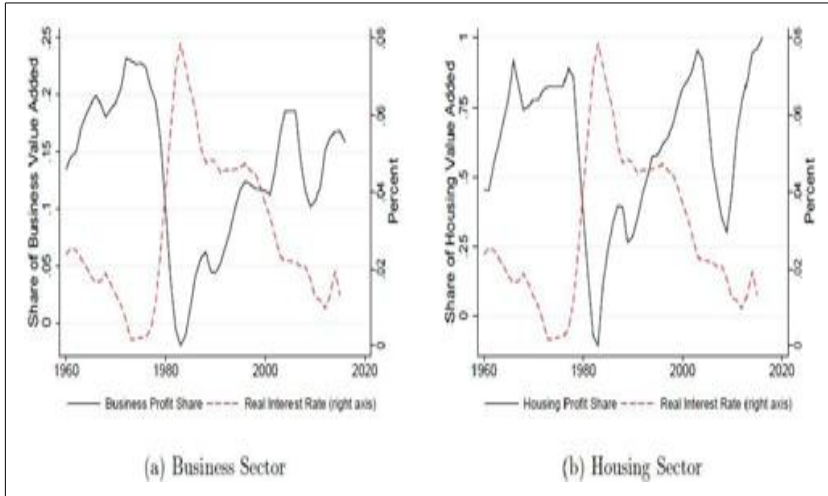 Share of Business Value Added
.25
.2
.15
.1
.05
0
.08
.06
.04
.02
0
Percent
1960
1980
2000
2020
Business Profit Share
Real Interest Rate (right axis)
(a) Business Sector
Share of Housing Value Added
1
.75
.5
.25
0
.08
.06
.04
.02
0
Percent
1960
1980
2000
2020
Housing Profit Share
Real Interest Rate (right axis)
(b) Housing Sector